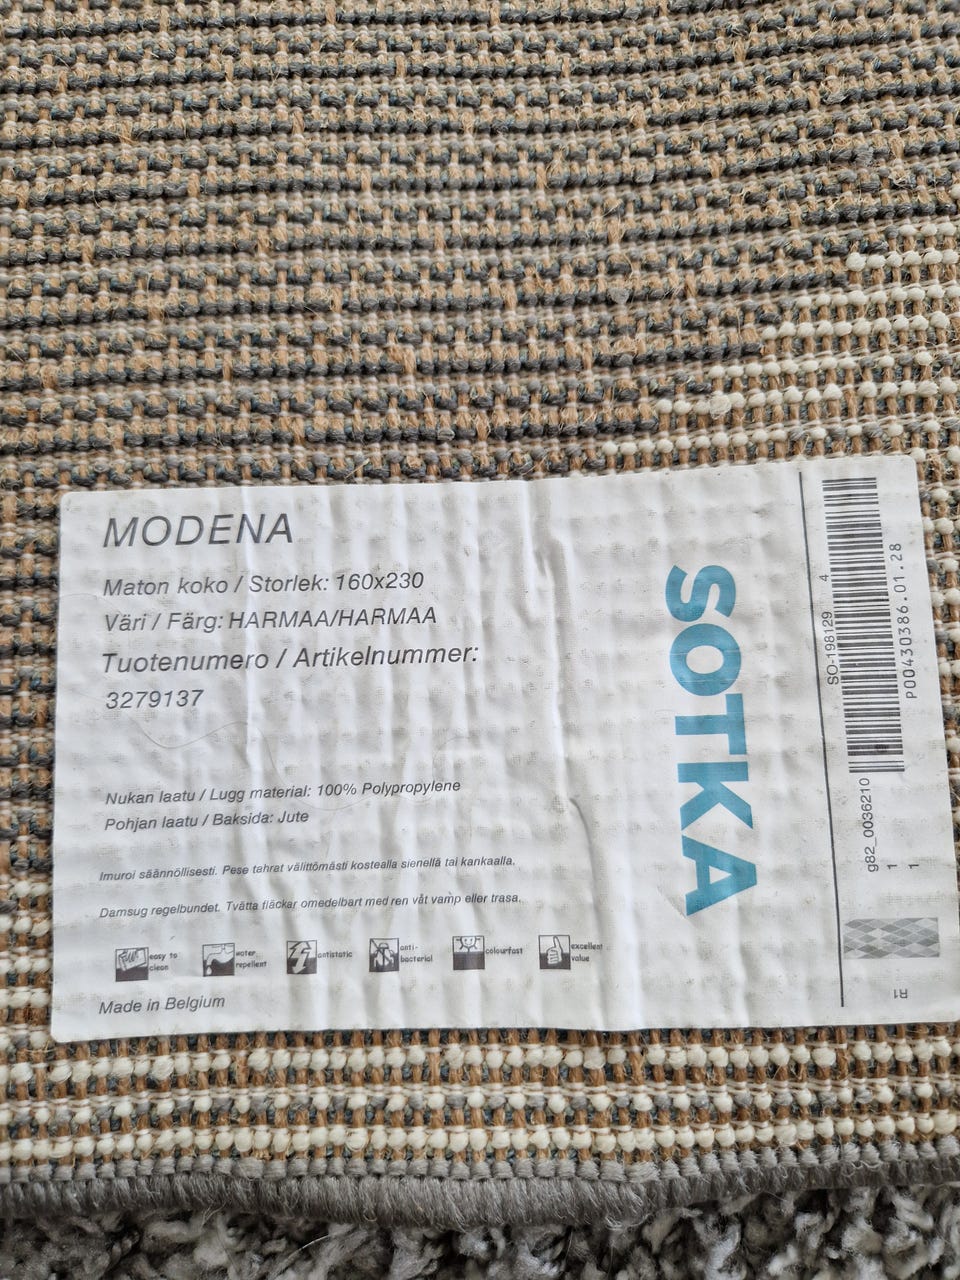 MODENA
Maton koko / Storlek: 160x230
Väri / Färg: HARMAA/HARMAA
Tuotenumero / Artikelnummer:
3279137
Nukan laatu / Lugg material: 100% Polypropylene
Pohjan laatu / Baksida: Jute
Imuroi säännöllisesti. Pese tahrat välittömästi kostealla sienellä tai kankaalla.
Damsug regelbundet. Tvätta fläckar omedelbart med ren våt vamp eller trasa.
easy to
clean
water
repellent
antistatic
anti-
bacterial
colourfast
excellent
value
Made in Belgium
SOTKA
SO-198129 4
P00430386.01.28
g82_0036210
1
1
R1